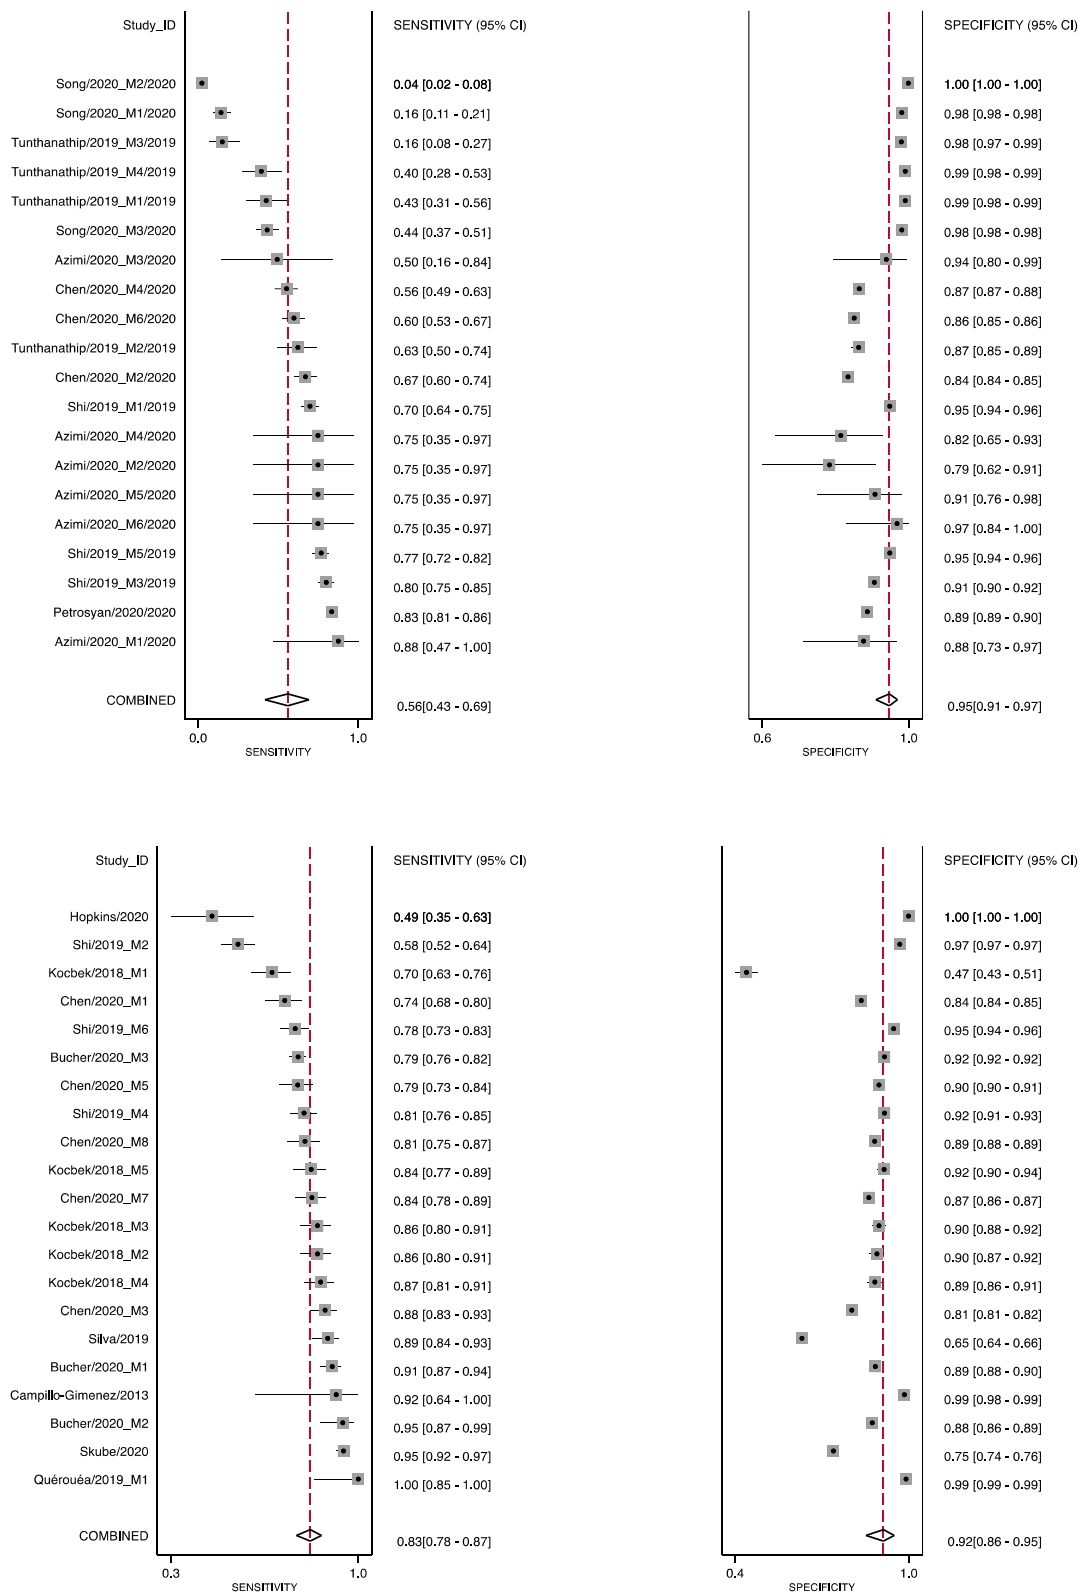 Study_ID SENSITIVITY (95% CI) SPECIFICITY (95% CI)
Song/2020_M2/2020 0.04 [0.02 - 0.08] 1.00 [1.00 - 1.00]
Song/2020_M1/2020 0.16 [0.11 - 0.21] 0.98 [0.98 - 0.98]
Tunthanathip/2019_M3/2019 0.16 [0.08 - 0.27] 0.98 [0.97 - 0.99]
Tunthanathip/2019_M4/2019 0.40 [0.28 - 0.53] 0.99 [0.98 - 0.99]
Tunthanathip/2019_M1/2019 0.43 [0.31 - 0.56] 0.99 [0.98 - 0.99]
Song/2020_M3/2020 0.44 [0.37 - 0.51] 0.98 [0.98 - 0.98]
Azimi/2020_M3/2020 0.50 [0.16 - 0.84] 0.94 [0.80 - 0.99]
Chen/2020_M4/2020 0.56 [0.49 - 0.63] 0.87 [0.87 - 0.88]
Chen/2020_M6/2020 0.60 [0.53 - 0.67] 0.86 [0.85 - 0.86]
Tunthanathip/2019_M2/2019 0.63 [0.50 - 0.74] 0.87 [0.85 - 0.89]
Chen/2020_M2/2020 0.67 [0.60 - 0.74] 0.84 [0.84 - 0.85]
Shi/2019_M1/2019 0.70 [0.64 - 0.75] 0.95 [0.94 - 0.96]
Azimi/2020_M4/2020 0.75 [0.35 - 0.97] 0.82 [0.65 - 0.93]
Azimi/2020_M2/2020 0.75 [0.35 - 0.97] 0.79 [0.62 - 0.91]
Azimi/2020_M5/2020 0.75 [0.35 - 0.97] 0.91 [0.76 - 0.98]
Azimi/2020_M6/2020 0.75 [0.35 - 0.97] 0.97 [0.84 - 1.00]
Shi/2019_M5/2019 0.77 [0.72 - 0.82] 0.95 [0.94 - 0.96]
Shi/2019_M3/2019 0.80 [0.75 - 0.85] 0.91 [0.90 - 0.92]
Petrosyan/2020/2020 0.83 [0.81 - 0.86] 0.89 [0.89 - 0.90]
Azimi/2020_M1/2020 0.88 [0.47 - 1.00] 0.88 [0.73 - 0.97]
COMBINED 0.56[0.43 - 0.69] 0.95[0.91 - 0.97]
0.0 1.0 0.6 1.0
SENSITIVITY SPECIFICITY
Study_ID SENSITIVITY (95% CI) SPECIFICITY (95% CI)
Hopkins/2020 0.49 [0.35 - 0.63] 1.00 [1.00 - 1.00]
Shi/2019_M2 0.58 [0.52 - 0.64] 0.97 [0.97 - 0.97]
Kocbek/2018_M1 0.70 [0.63 - 0.76] 0.47 [0.43 - 0.51]
Chen/2020_M1 0.74 [0.68 - 0.80] 0.84 [0.84 - 0.85]
Shi/2019_M6 0.78 [0.73 - 0.83] 0.95 [0.94 - 0.96]
Bucher/2020_M3 0.79 [0.76 - 0.82] 0.92 [0.92 - 0.92]
Chen/2020_M5 0.79 [0.73 - 0.84] 0.90 [0.90 - 0.91]
Shi/2019_M4 0.81 [0.76 - 0.85] 0.92 [0.91 - 0.93]
Chen/2020_M8 0.81 [0.75 - 0.87] 0.89 [0.88 - 0.89]
Kocbek/2018_M5 0.84 [0.77 - 0.89] 0.92 [0.90 - 0.94]
Chen/2020_M7 0.84 [0.78 - 0.89] 0.87 [0.86 - 0.87]
Kocbek/2018_M3 0.86 [0.80 - 0.91] 0.90 [0.88 - 0.92]
Kocbek/2018_M2 0.86 [0.80 - 0.91] 0.90 [0.87 - 0.92]
Kocbek/2018_M4 0.87 [0.81 - 0.91] 0.89 [0.86 - 0.91]
Chen/2020_M3 0.88 [0.83 - 0.93] 0.81 [0.81 - 0.82]
Silva/2019 0.89 [0.84 - 0.93] 0.65 [0.64 - 0.66]
Bucher/2020_M1 0.91 [0.87 - 0.94] 0.89 [0.88 - 0.90]
Campillo-Gimenez/2013 0.92 [0.64 - 1.00] 0.99 [0.98 - 0.99]
Bucher/2020_M2 0.95 [0.87 - 0.99] 0.88 [0.86 - 0.89]
Skube/2020 0.95 [0.92 - 0.97] 0.75 [0.74 - 0.76]
Quérouéa/2019_M1 1.00 [0.85 - 1.00] 0.99 [0.99 - 0.99]
COMBINED 0.83[0.78 - 0.87] 0.92[0.86 - 0.95]
0.3 1.0 0.4 1.0
SENSITIVITY SPECIFICITY